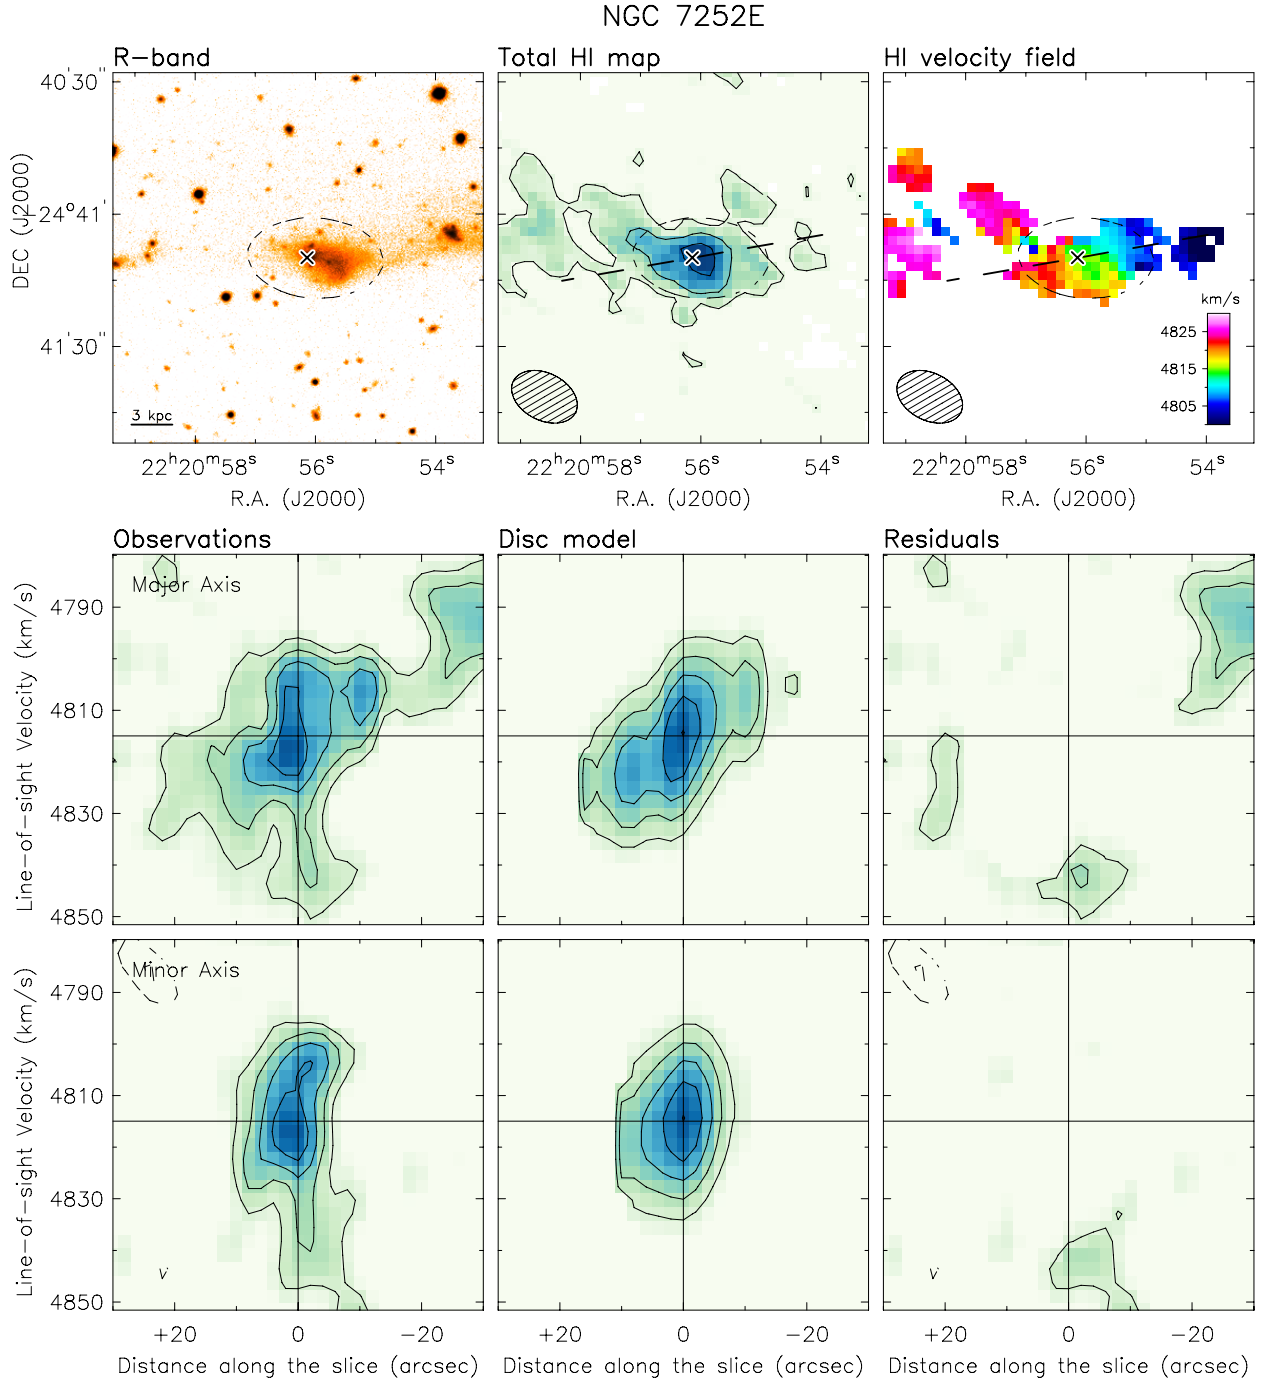 NGC 7252E
R-band
Total HI map
HI velocity field
40'30"
-24°41'
41'30"
DEC (J2000)
3 kpc
km/s
4825
4815
4805
22h20m58s
56s
54s
22h20m58s
56s
54s
22h20m58s
56s
54s
R.A. (J2000)
R.A. (J2000)
R.A. (J2000)
Observations
Disc model
Residuals
Major Axis
4790
4810
4830
4850
Line-of-sight Velocity (km/s)
Minor Axis
4790
4810
4830
4850
Line-of-sight Velocity (km/s)
+20
0
-20
+20
0
-20
+20
0
-20
Distance along the slice (arcsec)
Distance along the slice (arcsec)
Distance along the slice (arcsec)